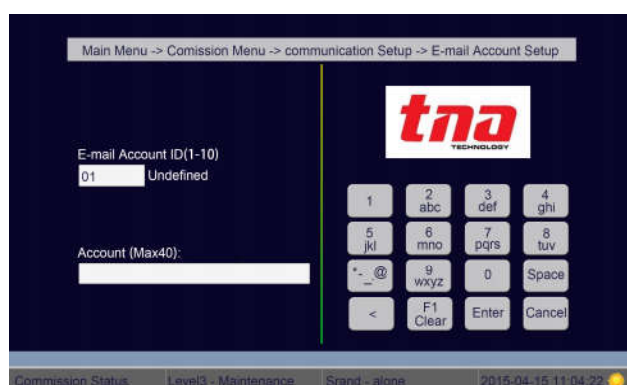 Main Menu -> Comission Menu -> communication Setup -> E-mail Account Setup
tna
TECHNOLOGY
E-mail Account ID(1-10)
01 Undefined
Account (Max40):
1
2
abc
3
def
4
ghi
5
jkl
6
mno
7
pqrs
8
tuv
*-_.@
9
wxyz
0
Space
<
F1
Clear
Enter
Cancel
Commission Status Level3 - Maintenance Srand - alone 2015-04-15 11:04:22